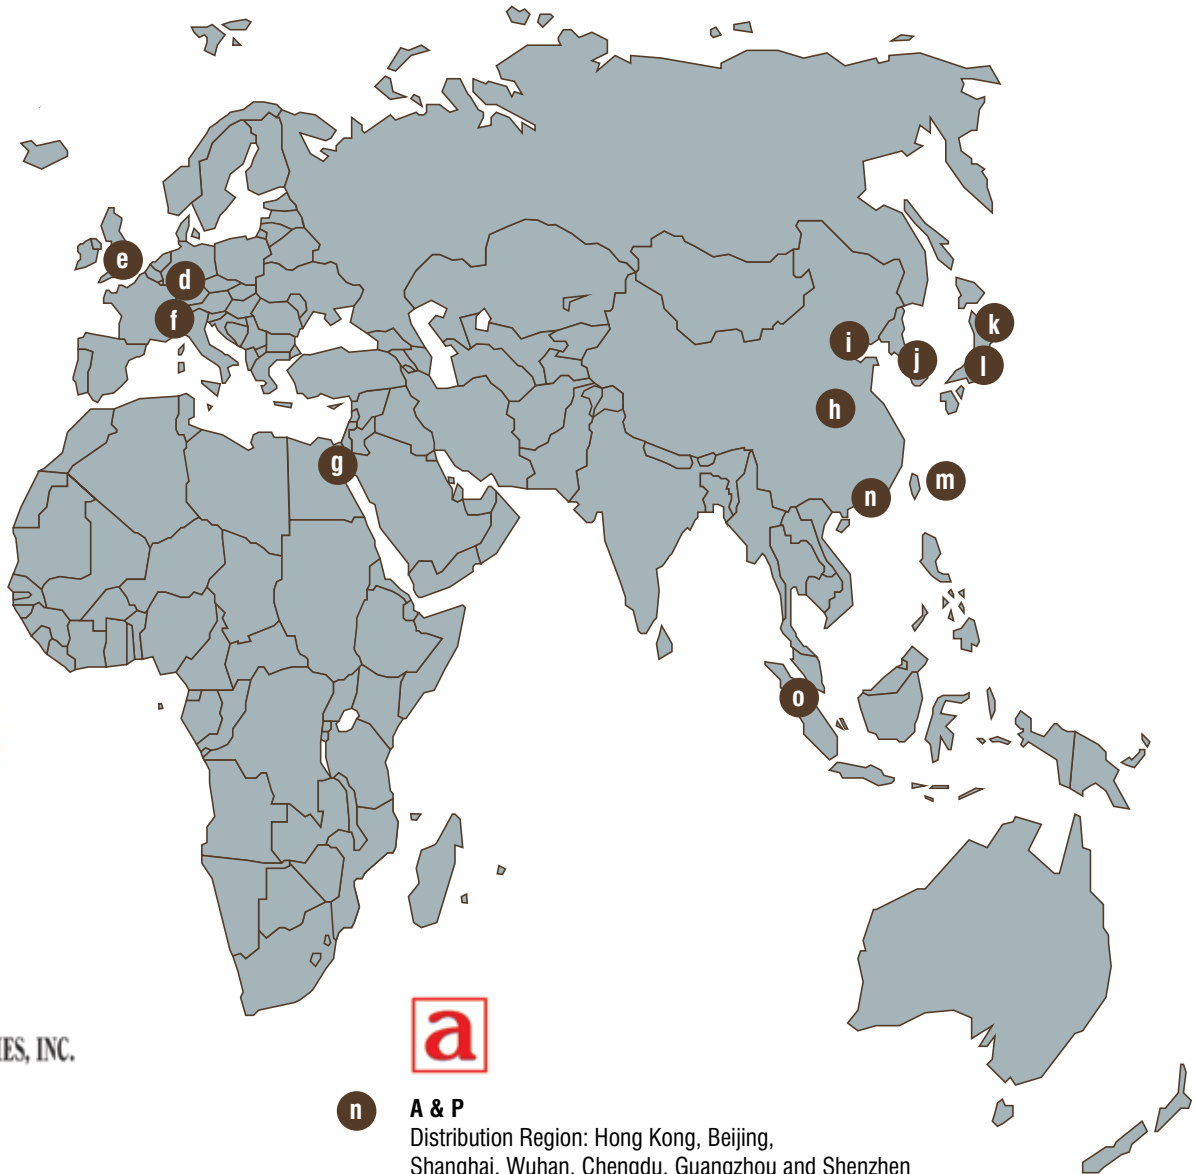 e
d
f
g
i
j
k
l
h
m
n
o
IES, INC.
a
n
A & P
Distribution Region: Hong Kong, Beijing,
Shanghai, Wuhan, Chengdu, Guangzhou and Shenzhen